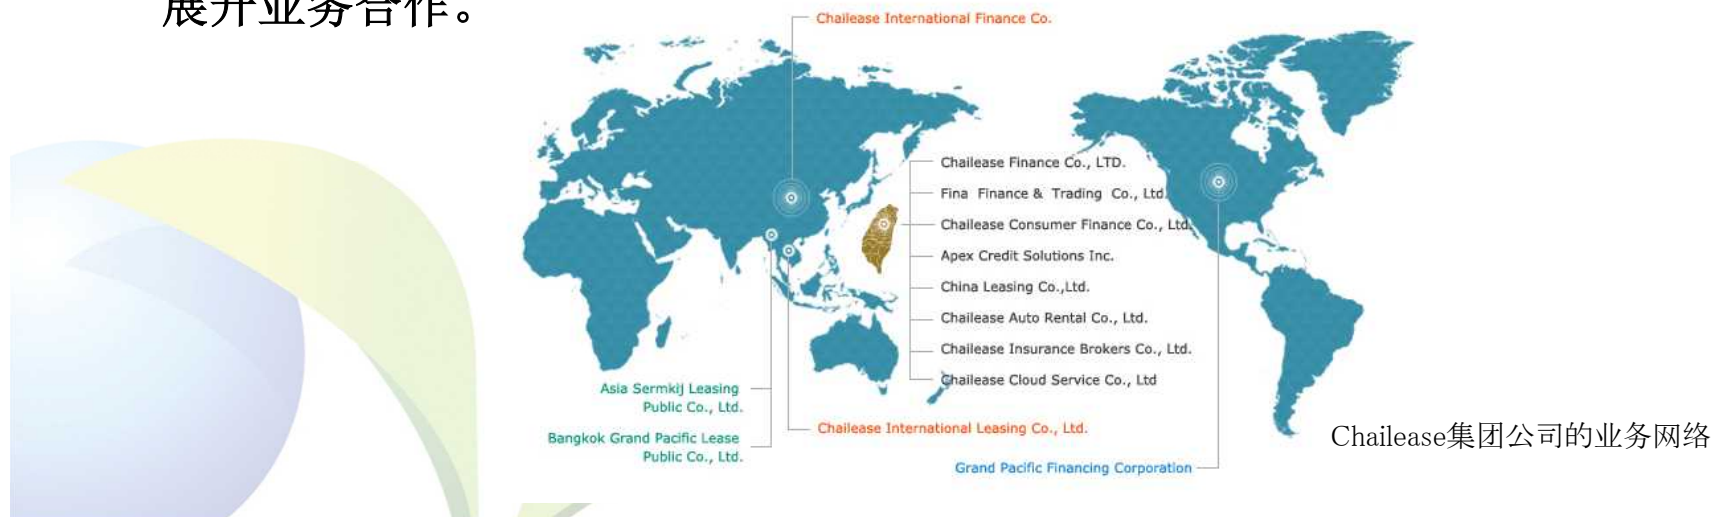 展开业务合作。
Chailease International Finance Co.
Chailease Finance Co., LTD.
Fina Finance & Trading Co., Ltd.
Chailease Consumer Finance Co., Ltd.
Apex Credit Solutions Inc.
China Leasing Co.,Ltd.
Chailease Auto Rental Co., Ltd.
Chailease Insurance Brokers Co., Ltd.
Chailease Cloud Service Co., Ltd
Asia Sermkij Leasing
Public Co., Ltd.
Bangkok Grand Pacific Lease
Public Co., Ltd.
Chailease International Leasing Co., Ltd.
Grand Pacific Financing Corporation
Chailease集团公司的业务网络